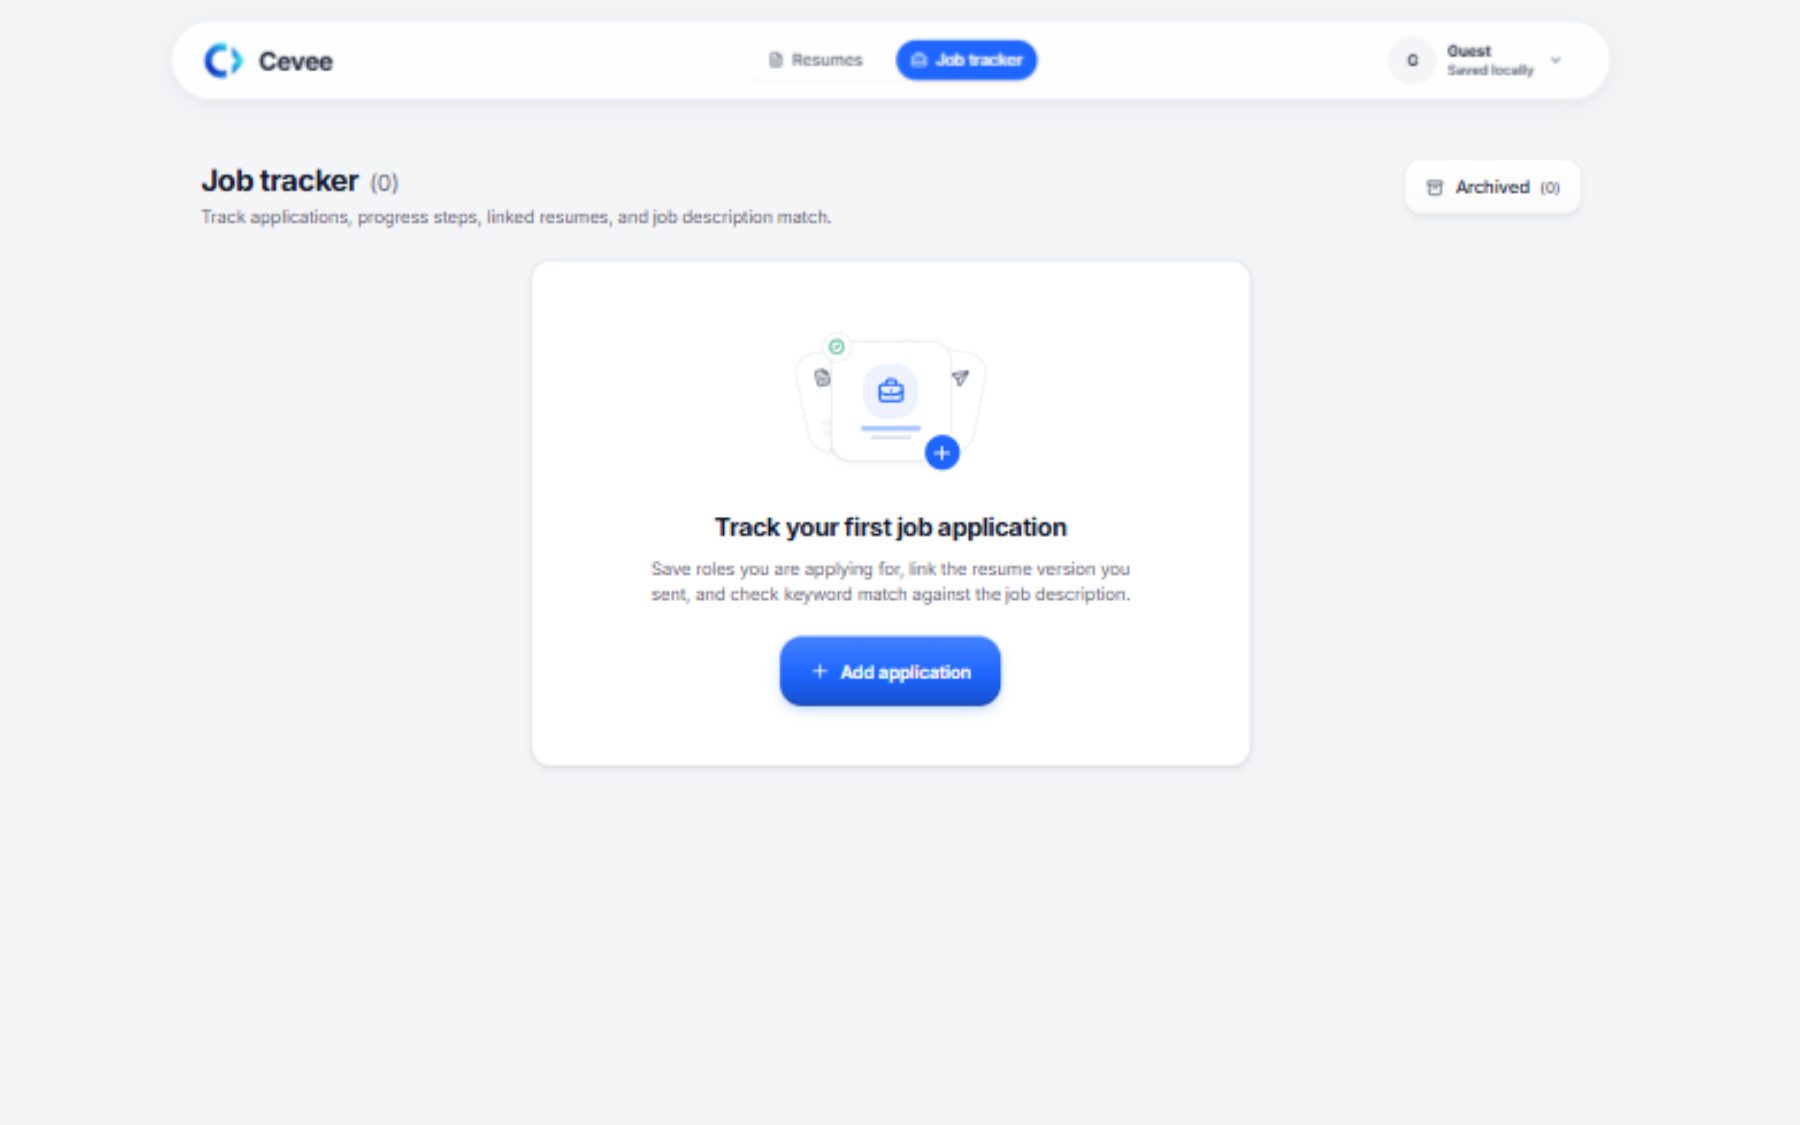 Cevee
Resumes
Job tracker
G
Guest
Saved locally
Job tracker (0)
Archived (0)
Track applications, progress steps, linked resumes, and job description match.
Track your first job application
Save roles you are applying for, link the resume version you
sent, and check keyword match against the job description.
+ Add application